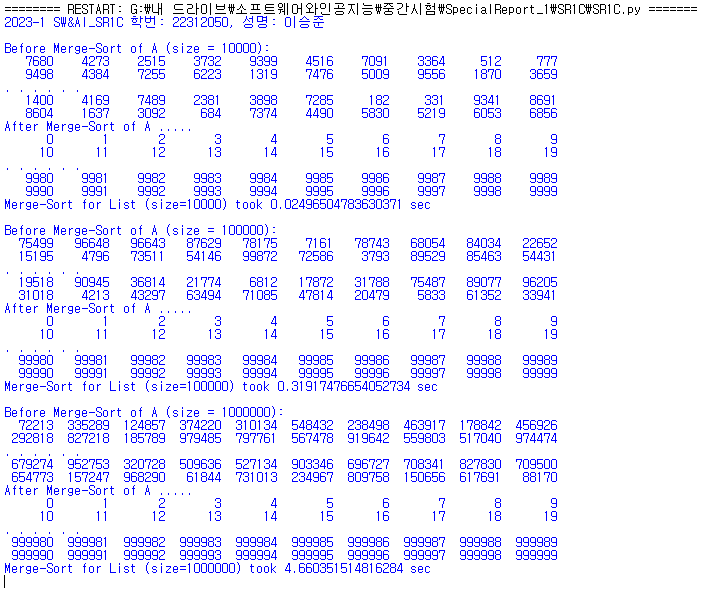 ======== RESTART: G:₩내 드라이브₩소프트웨어와인공지능₩중간시험₩SpecialReport_1₩SR1C₩SR1C.py =======
2023-1 SW&AI_SR1C 학번: 22312050, 성명: 이승준
Before Merge-Sort of A (size = 10000):
7680 4273 2515 3732 9399 4516 7091 3364 512 777
9498 4384 7255 6223 1319 7476 5009 9556 1870 3659
. . . . . .
1400 4169 7489 2381 3898 7285 182 331 9341 8691
8604 1637 3092 684 7374 4490 5830 5219 6053 6856
After Merge-Sort of A .....
0 1 2 3 4 5 6 7 8 9
10 11 12 13 14 15 16 17 18 19
. . . . . .
9980 9981 9982 9983 9984 9985 9986 9987 9988 9989
9990 9991 9992 9993 9994 9995 9996 9997 9998 9999
Merge-Sort for List (size=10000) took 0.02496504783630371 sec
Before Merge-Sort of A (size = 100000):
75499 96648 96643 87629 78175 7161 78743 68054 84034 22652
15195 4796 73511 54146 99872 72586 3793 89529 85463 54431
. . . . . .
19518 90945 36814 21774 6812 17872 31788 75487 89077 96205
31018 4213 43297 63494 71085 47814 20479 5833 61352 33941
After Merge-Sort of A .....
0 1 2 3 4 5 6 7 8 9
10 11 12 13 14 15 16 17 18 19
. . . . . .
99980 99981 99982 99983 99984 99985 99986 99987 99988 99989
99990 99991 99992 99993 99994 99995 99996 99997 99998 99999
Merge-Sort for List (size=100000) took 0.31917476654052734 sec
Before Merge-Sort of A (size = 1000000):
72213 335289 124857 374220 310134 548432 238498 463917 178842 456926
292818 827218 185789 979485 797761 567478 919642 559803 517040 974474
. . . . . .
679274 952753 320728 509636 527134 903346 696727 708341 827830 709500
654773 157247 968290 61844 731013 234967 809758 150656 617691 88170
After Merge-Sort of A .....
0 1 2 3 4 5 6 7 8 9
10 11 12 13 14 15 16 17 18 19
. . . . . .
999980 999981 999982 999983 999984 999985 999986 999987 999988 999989
999990 999991 999992 999993 999994 999995 999996 999997 999998 999999
Merge-Sort for List (size=1000000) took 4.660351514816284 sec